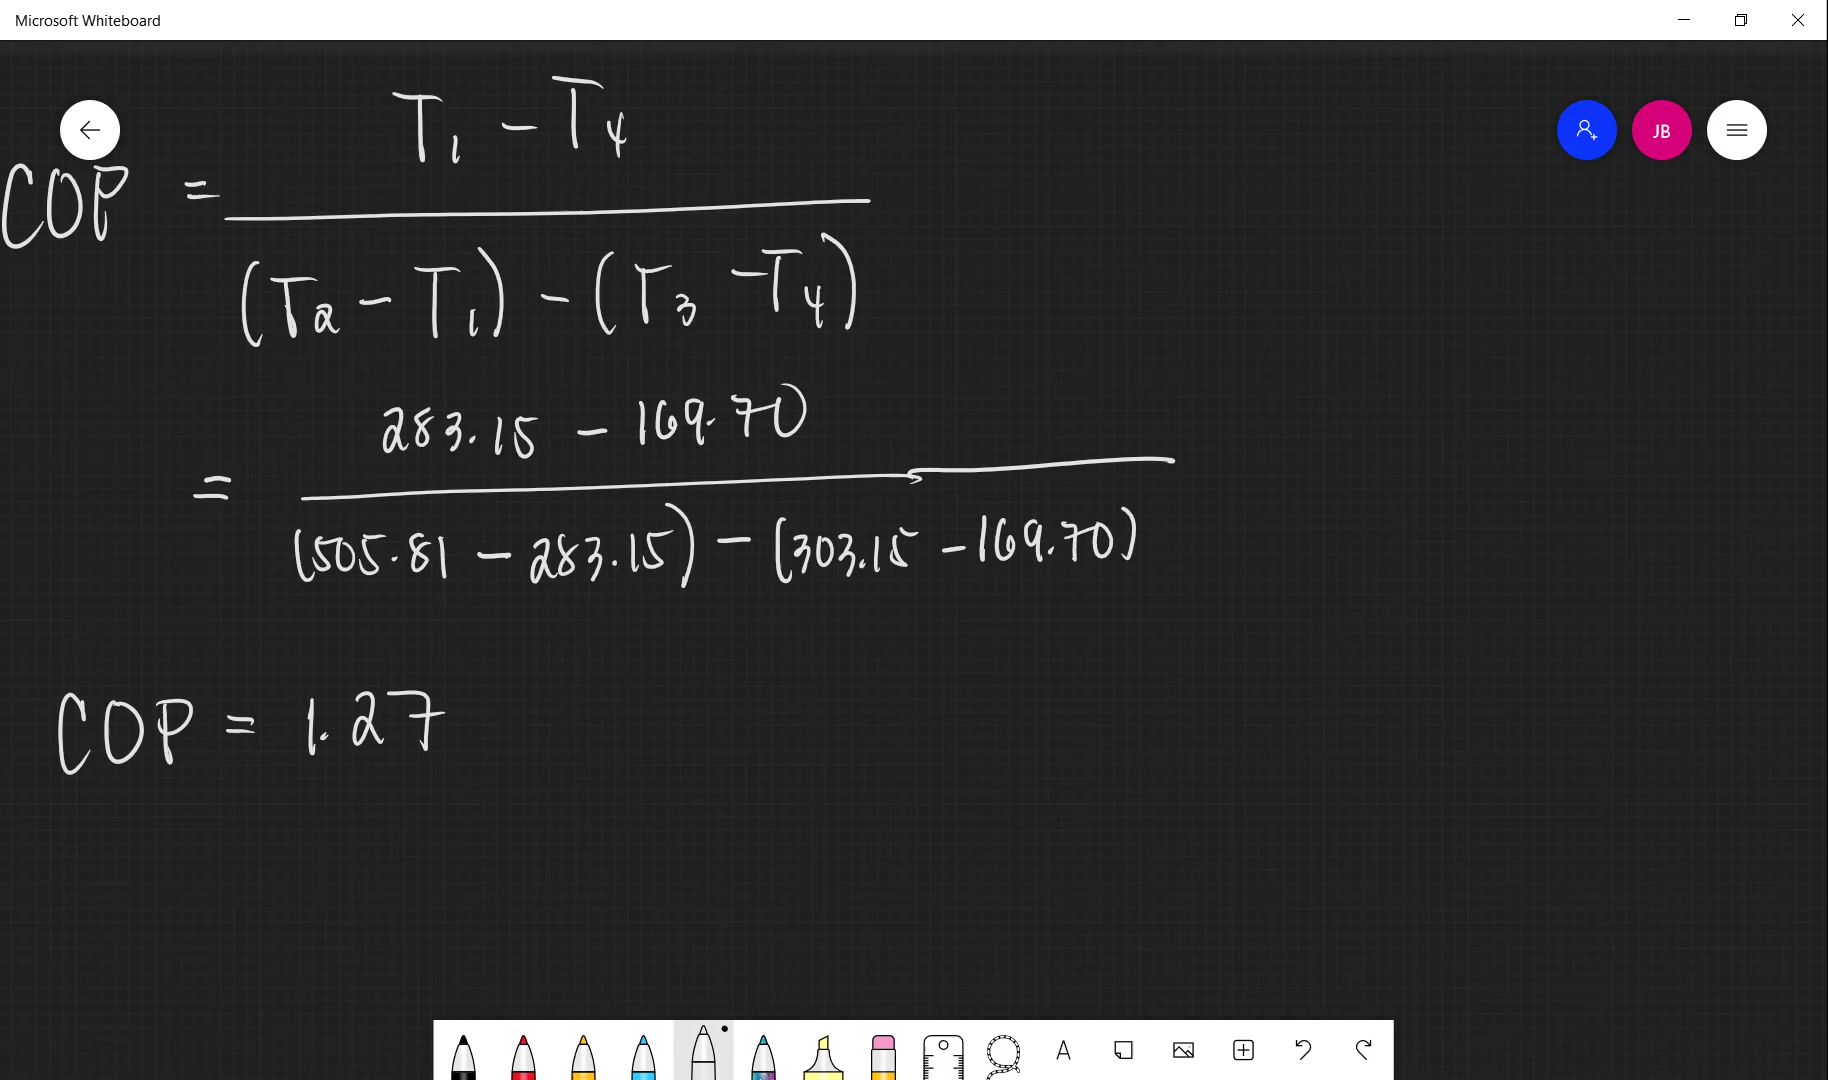 Microsoft Whiteboard
JB
COP = T₁ - T₄
(T₂ - T₁) - (T₃ - T₄)
= 283.15 - 169.70
(505.81 - 283.15) - (303.15 - 169.70)
COP = 1.27
A